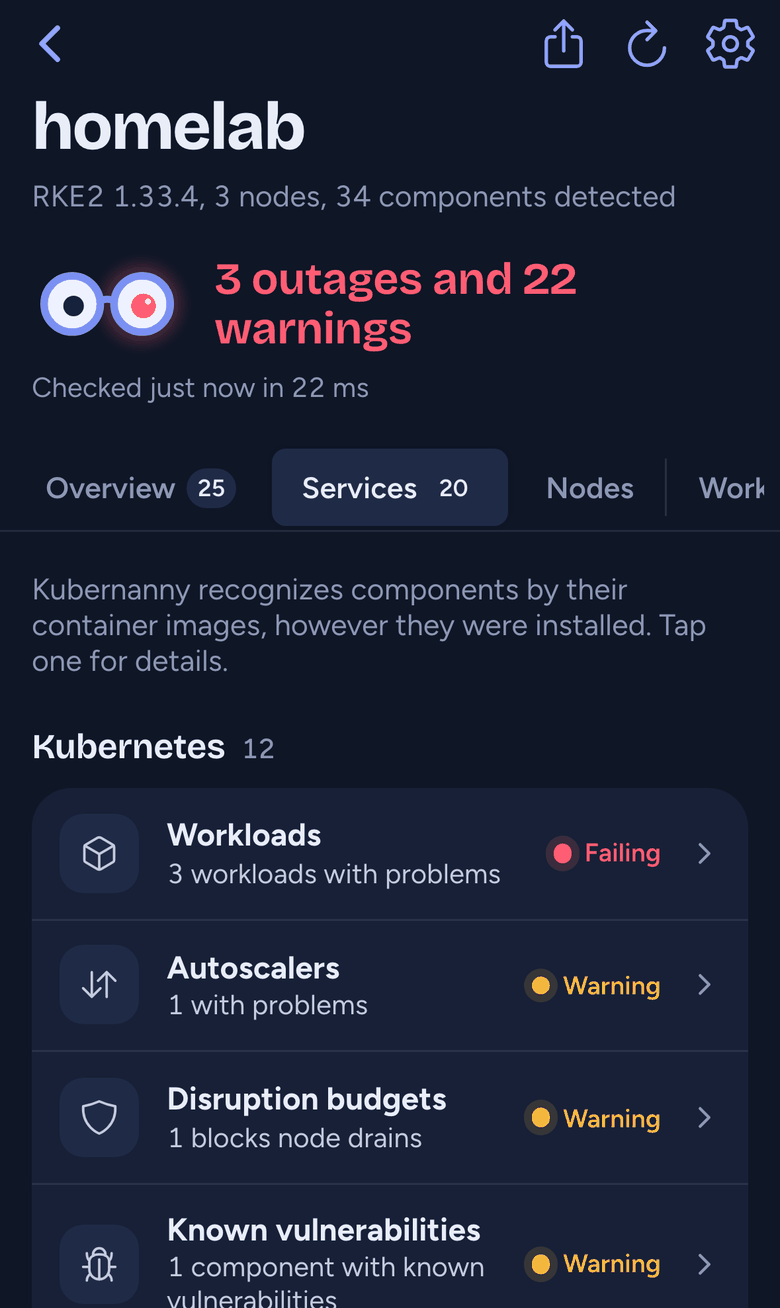 homelab
RKE2 1.33.4, 3 nodes, 34 components detected
3 outages and 22
warnings
Checked just now in 22 ms
Overview 25 Services 20 Nodes Work
Kubernanny recognizes components by their
container images, however they were installed. Tap
one for details.
Kubernetes 12
Workloads
3 workloads with problems
Failing
Autoscalers
1 with problems
Warning
Disruption budgets
1 blocks node drains
Warning
Known vulnerabilities
1 component with known
vulnerabilities
Warning